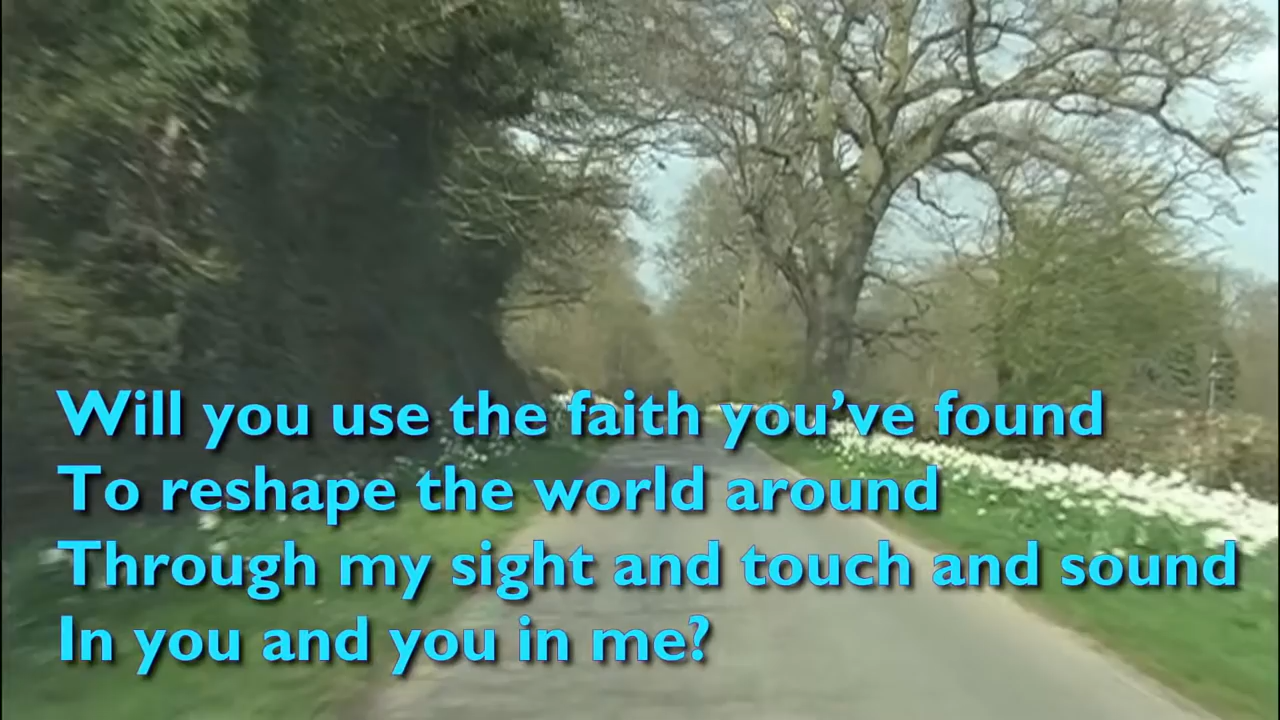 Will you use the faith you’ve found
To reshape the world around
Through my sight and touch and sound
In you and you in me?